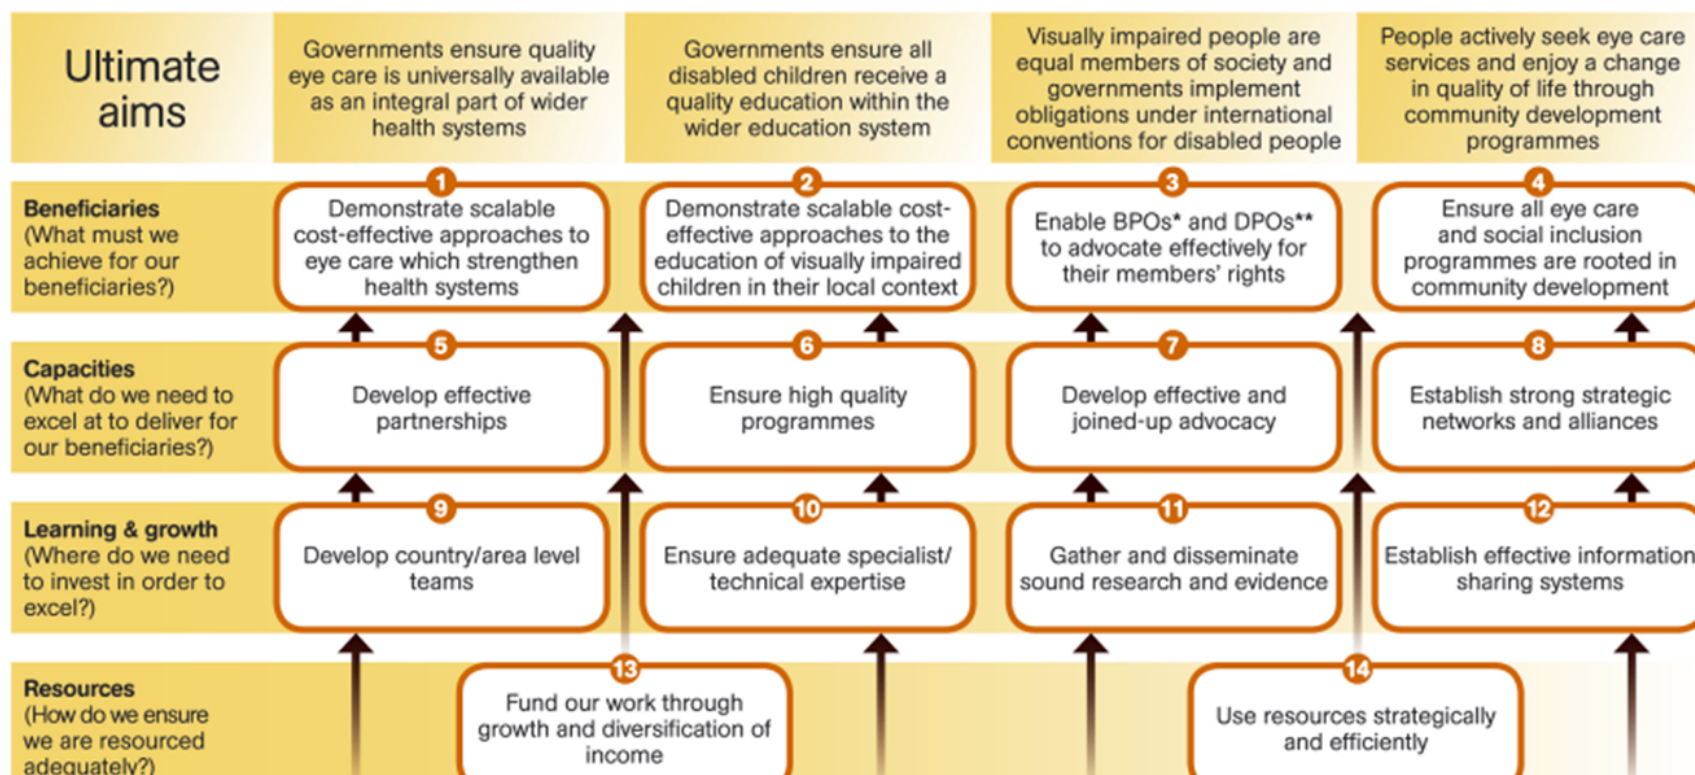 Ultimate
aims
Governments ensure quality
eye care is universally available
as an integral part of wider
health systems
Governments ensure all
disabled children receive a
quality education within the
wider education system
Visually impaired people are
equal members of society and
governments implement
obligations under international
conventions for disabled people
People actively seek eye care
services and enjoy a change
in quality of life through
community development
programmes
Beneficiaries
(What must we
achieve for our
beneficiaries?)
1
Demonstrate scalable
cost-effective approaches to
eye care which strengthen
health systems
2
Demonstrate scalable cost-
effective approaches to the
education of visually impaired
children in their local context
3
Enable BPOs* and DPOs**
to advocate effectively for
their members' rights
4
Ensure all eye care
and social inclusion
programmes are rooted in
community development
Capacities
(What do we need to
excel at to deliver for
our beneficiaries?)
5
Develop effective
partnerships
6
Ensure high quality
programmes
7
Develop effective and
joined-up advocacy
8
Establish strong strategic
networks and alliances
Learning & growth
(Where do we need
to invest in order to
excel?)
9
Develop country/area level
teams
10
Ensure adequate specialist/
technical expertise
11
Gather and disseminate
sound research and evidence
12
Establish effective information
sharing systems
Resources
(How do we ensure
we are resourced
adequately?)
13
Fund our work through
growth and diversification of
income
14
Use resources strategically
and efficiently